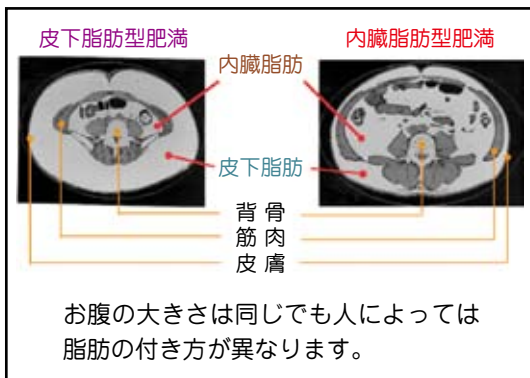 皮下脂肪型肥満
内臓脂肪型肥満
内臓脂肪
皮下脂肪
背骨
筋肉
皮膚
お腹の大きさは同じでも人によっては
脂肪の付き方が異なります。